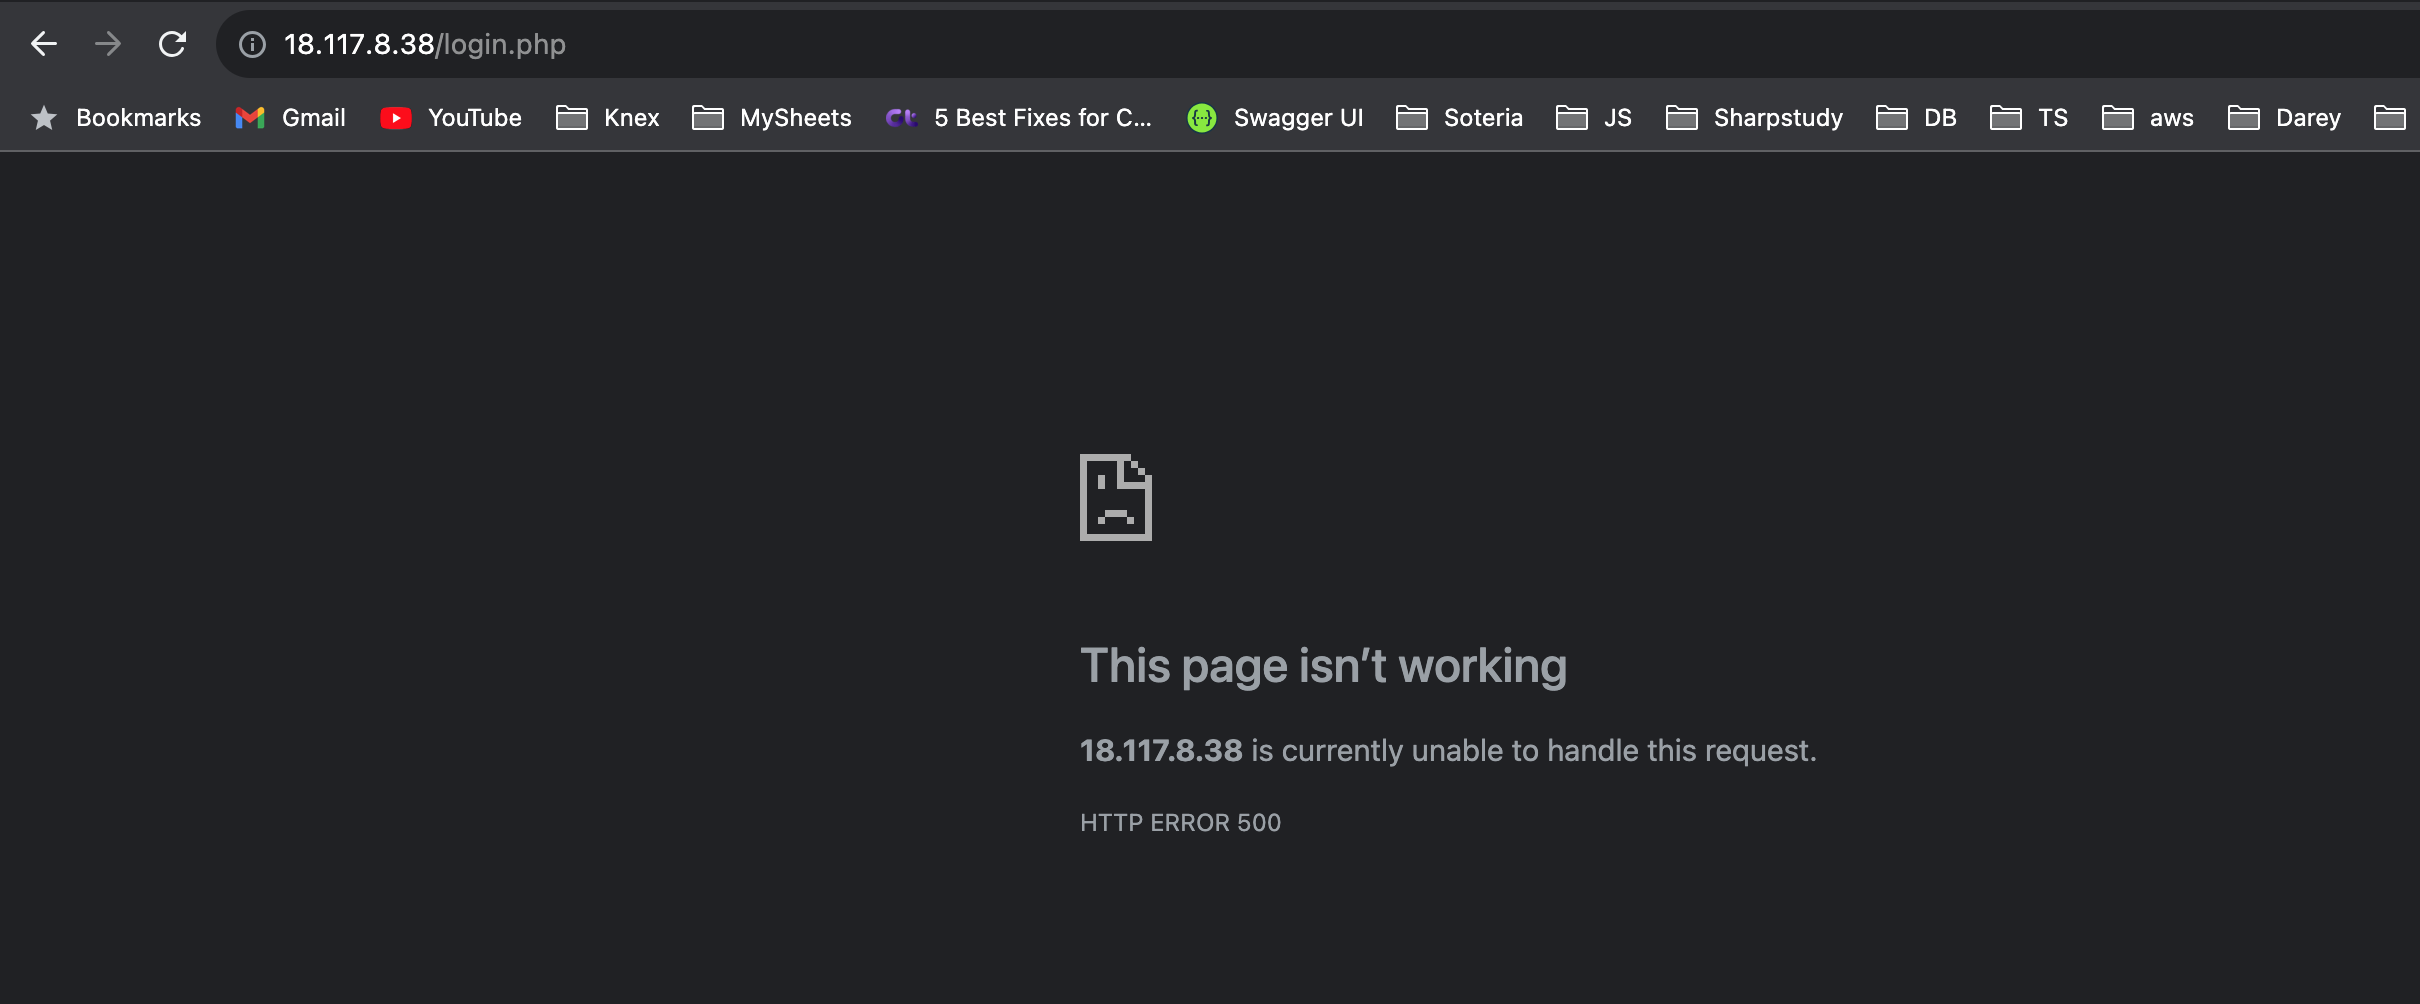 18.117.8.38/login.php
Bookmarks Gmail YouTube Knex MySheets 5 Best Fixes for C... Swagger UI Soteria JS Sharpstudy DB TS aws Darey
This page isn’t working
18.117.8.38 is currently unable to handle this request.
HTTP ERROR 500